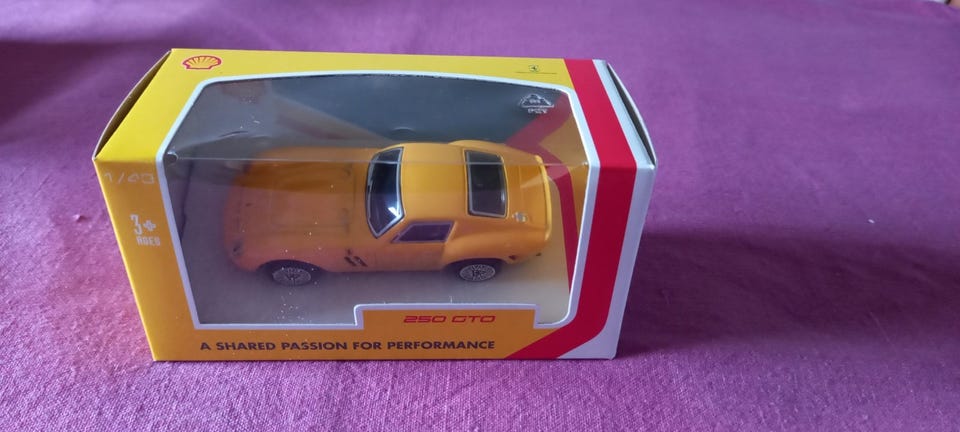 1/43
3+
AGES
250 GTO
A SHARED PASSION FOR PERFORMANCE